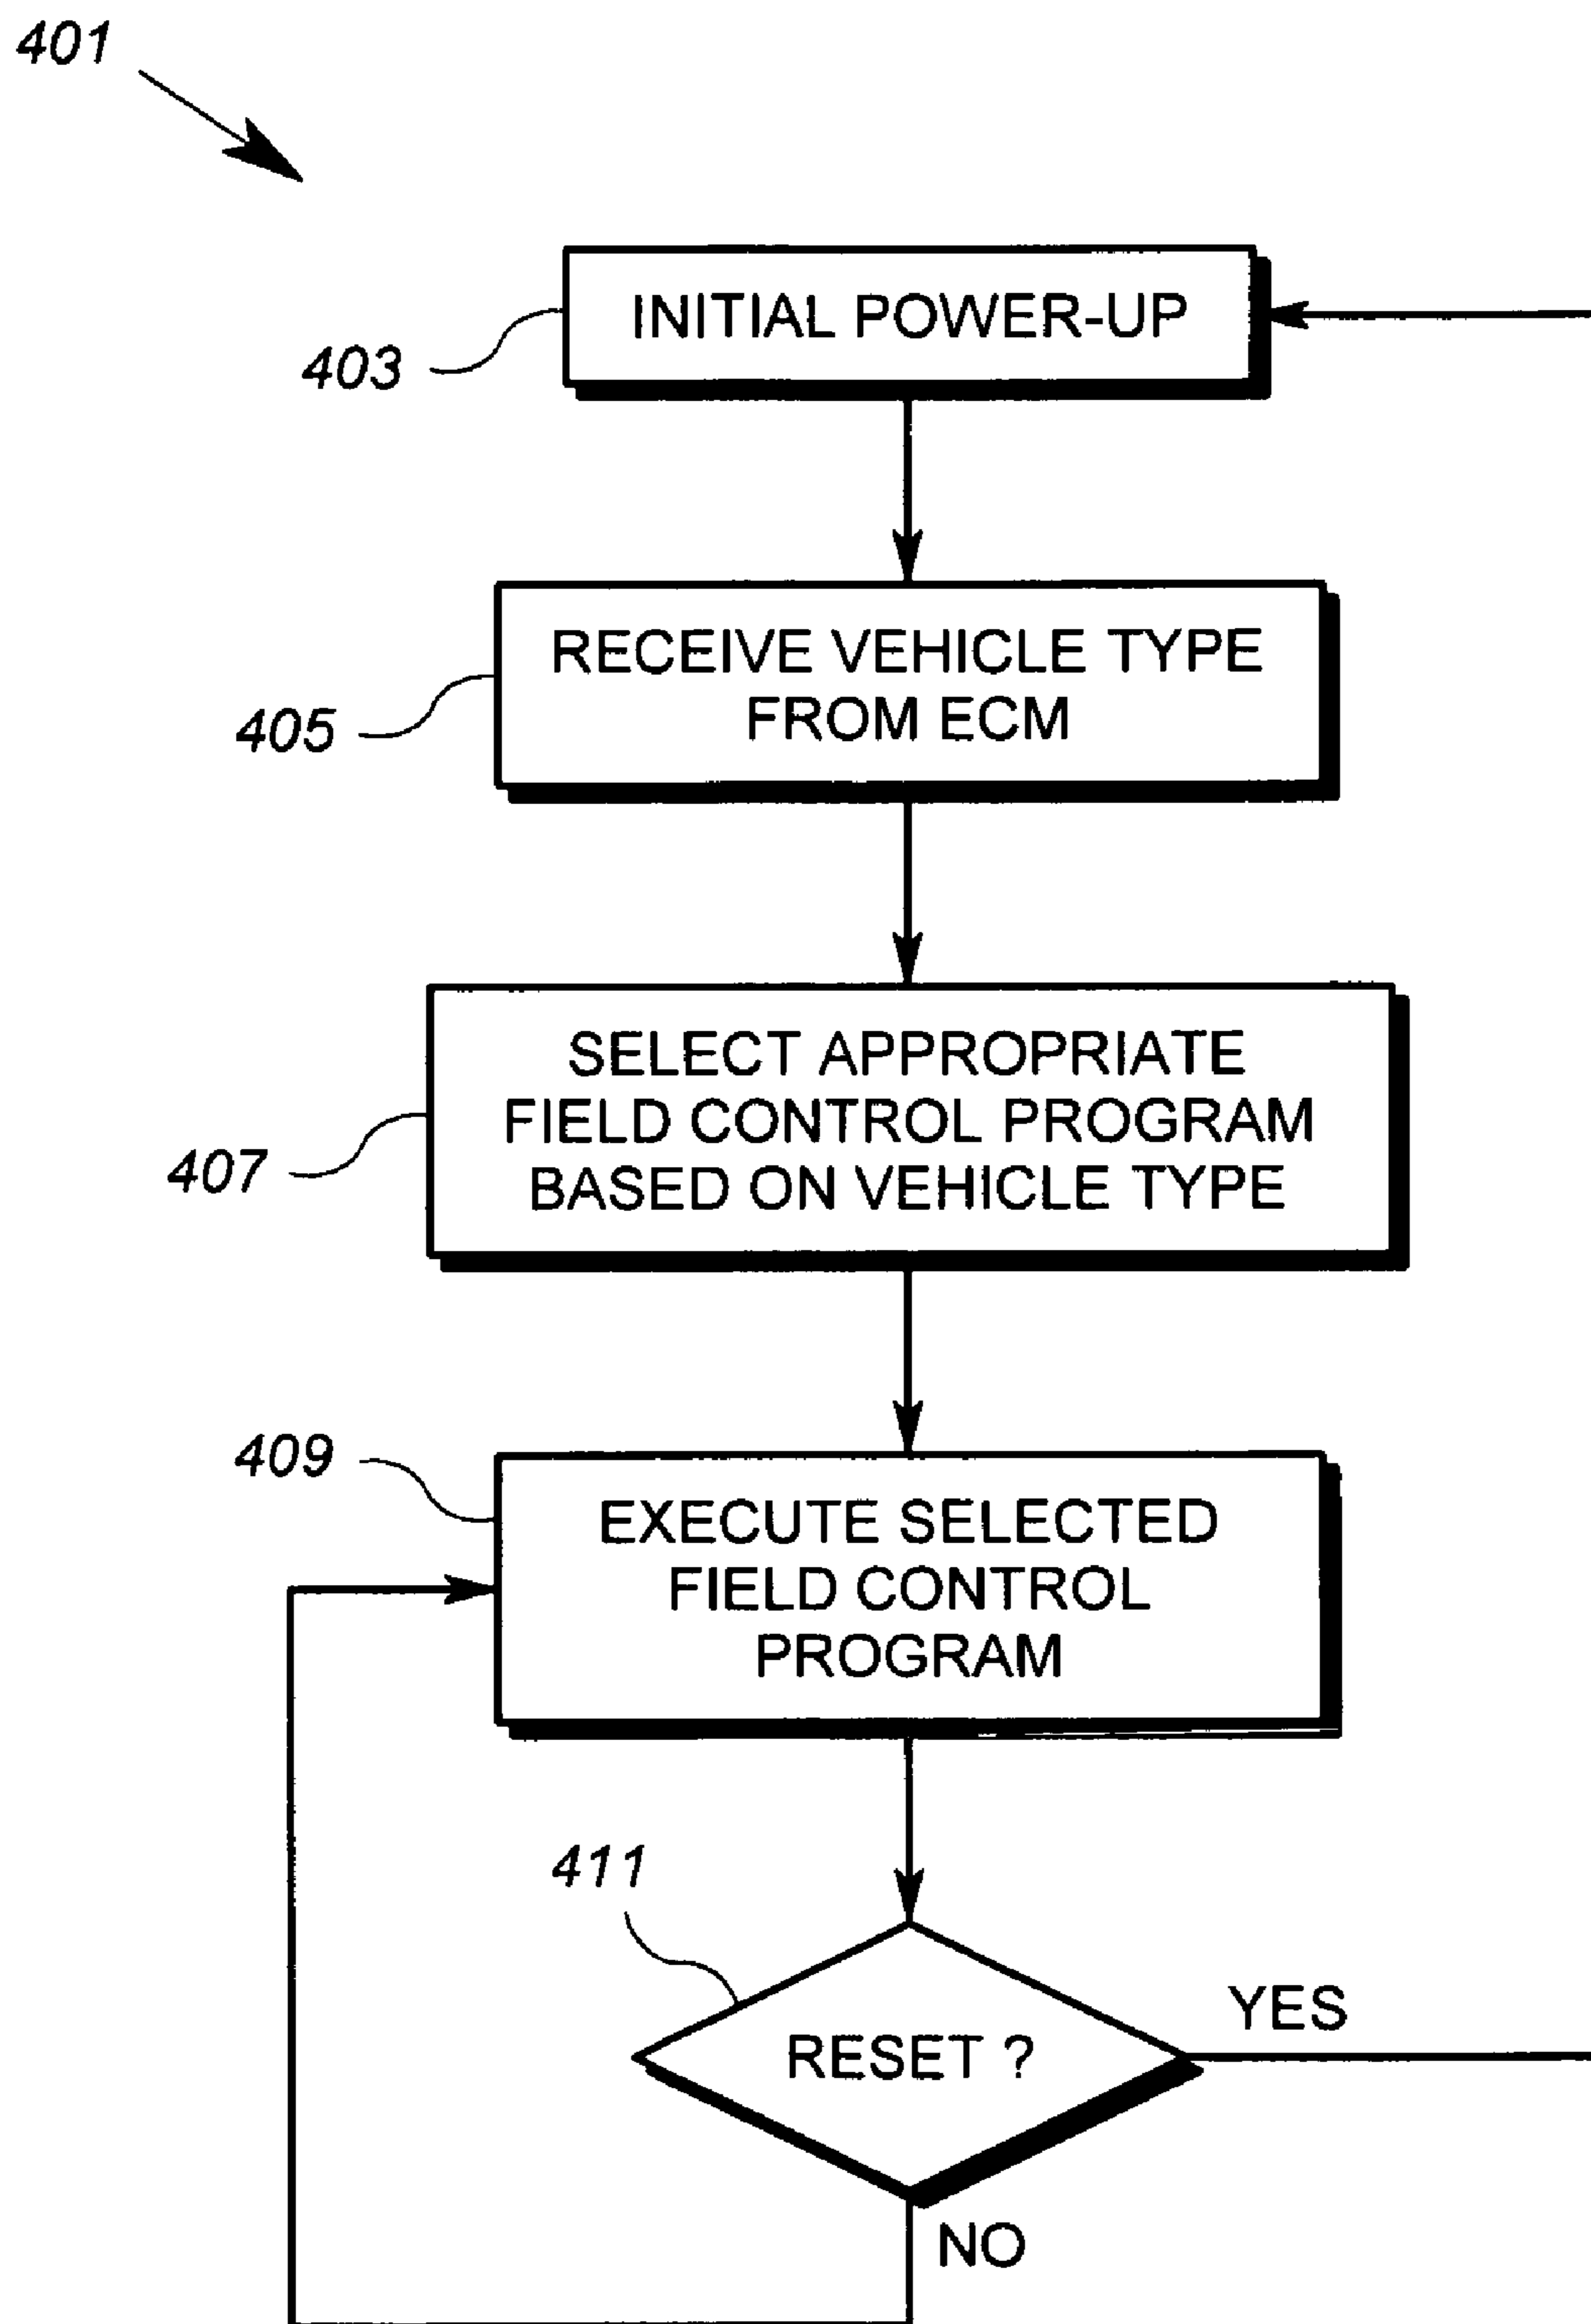 401
INITIAL POWER-UP
403
RECEIVE VEHICLE TYPE
FROM ECM
405
SELECT APPROPRIATE
FIELD CONTROL PROGRAM
BASED ON VEHICLE TYPE
407
409
EXECUTE SELECTED
FIELD CONTROL
PROGRAM
411
RESET ?
YES
NO